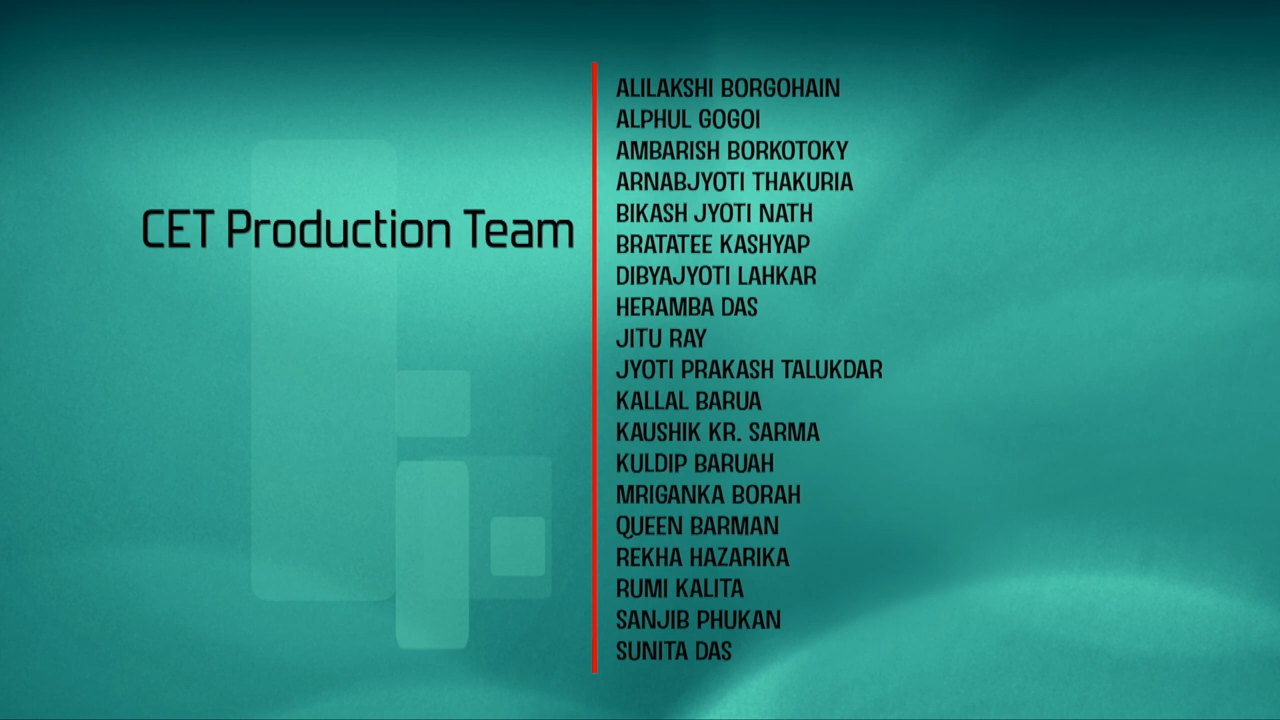 CET Production Team
ALILAKSHI BORGOHAIN
ALPHUL GOGOI
AMBARISH BORKOTOKY
ARNABJYOTI THAKURIA
BIKASH JYOTI NATH
BRATATEE KASHYAP
DIBYAJYOTI LAHKAR
HERAMBA DAS
JITU RAY
JYOTI PRAKASH TALUKDAR
KALLAL BARUA
KAUSHIK KR. SARMA
KULDIP BARUAH
MRIGANKA BORAH
QUEEN BARMAN
REKHA HAZARIKA
RUMI KALITA
SANJIB PHUKAN
SUNITA DAS